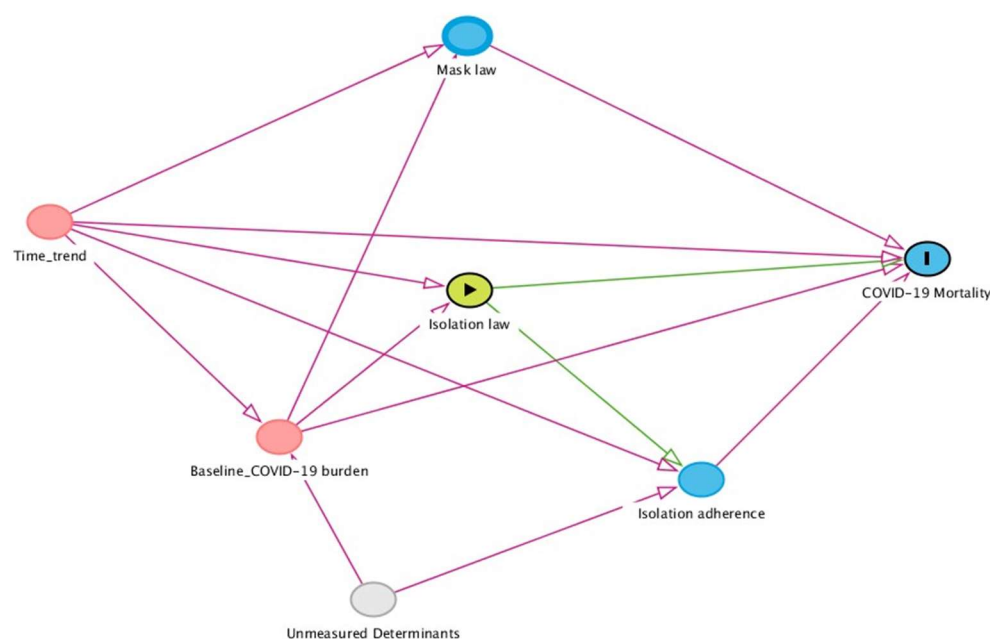 Mask law
Time_trend
COVID-19 Mortality
Isolation law
Baseline_COVID-19 burden
Isolation adherence
Unmeasured Determinants